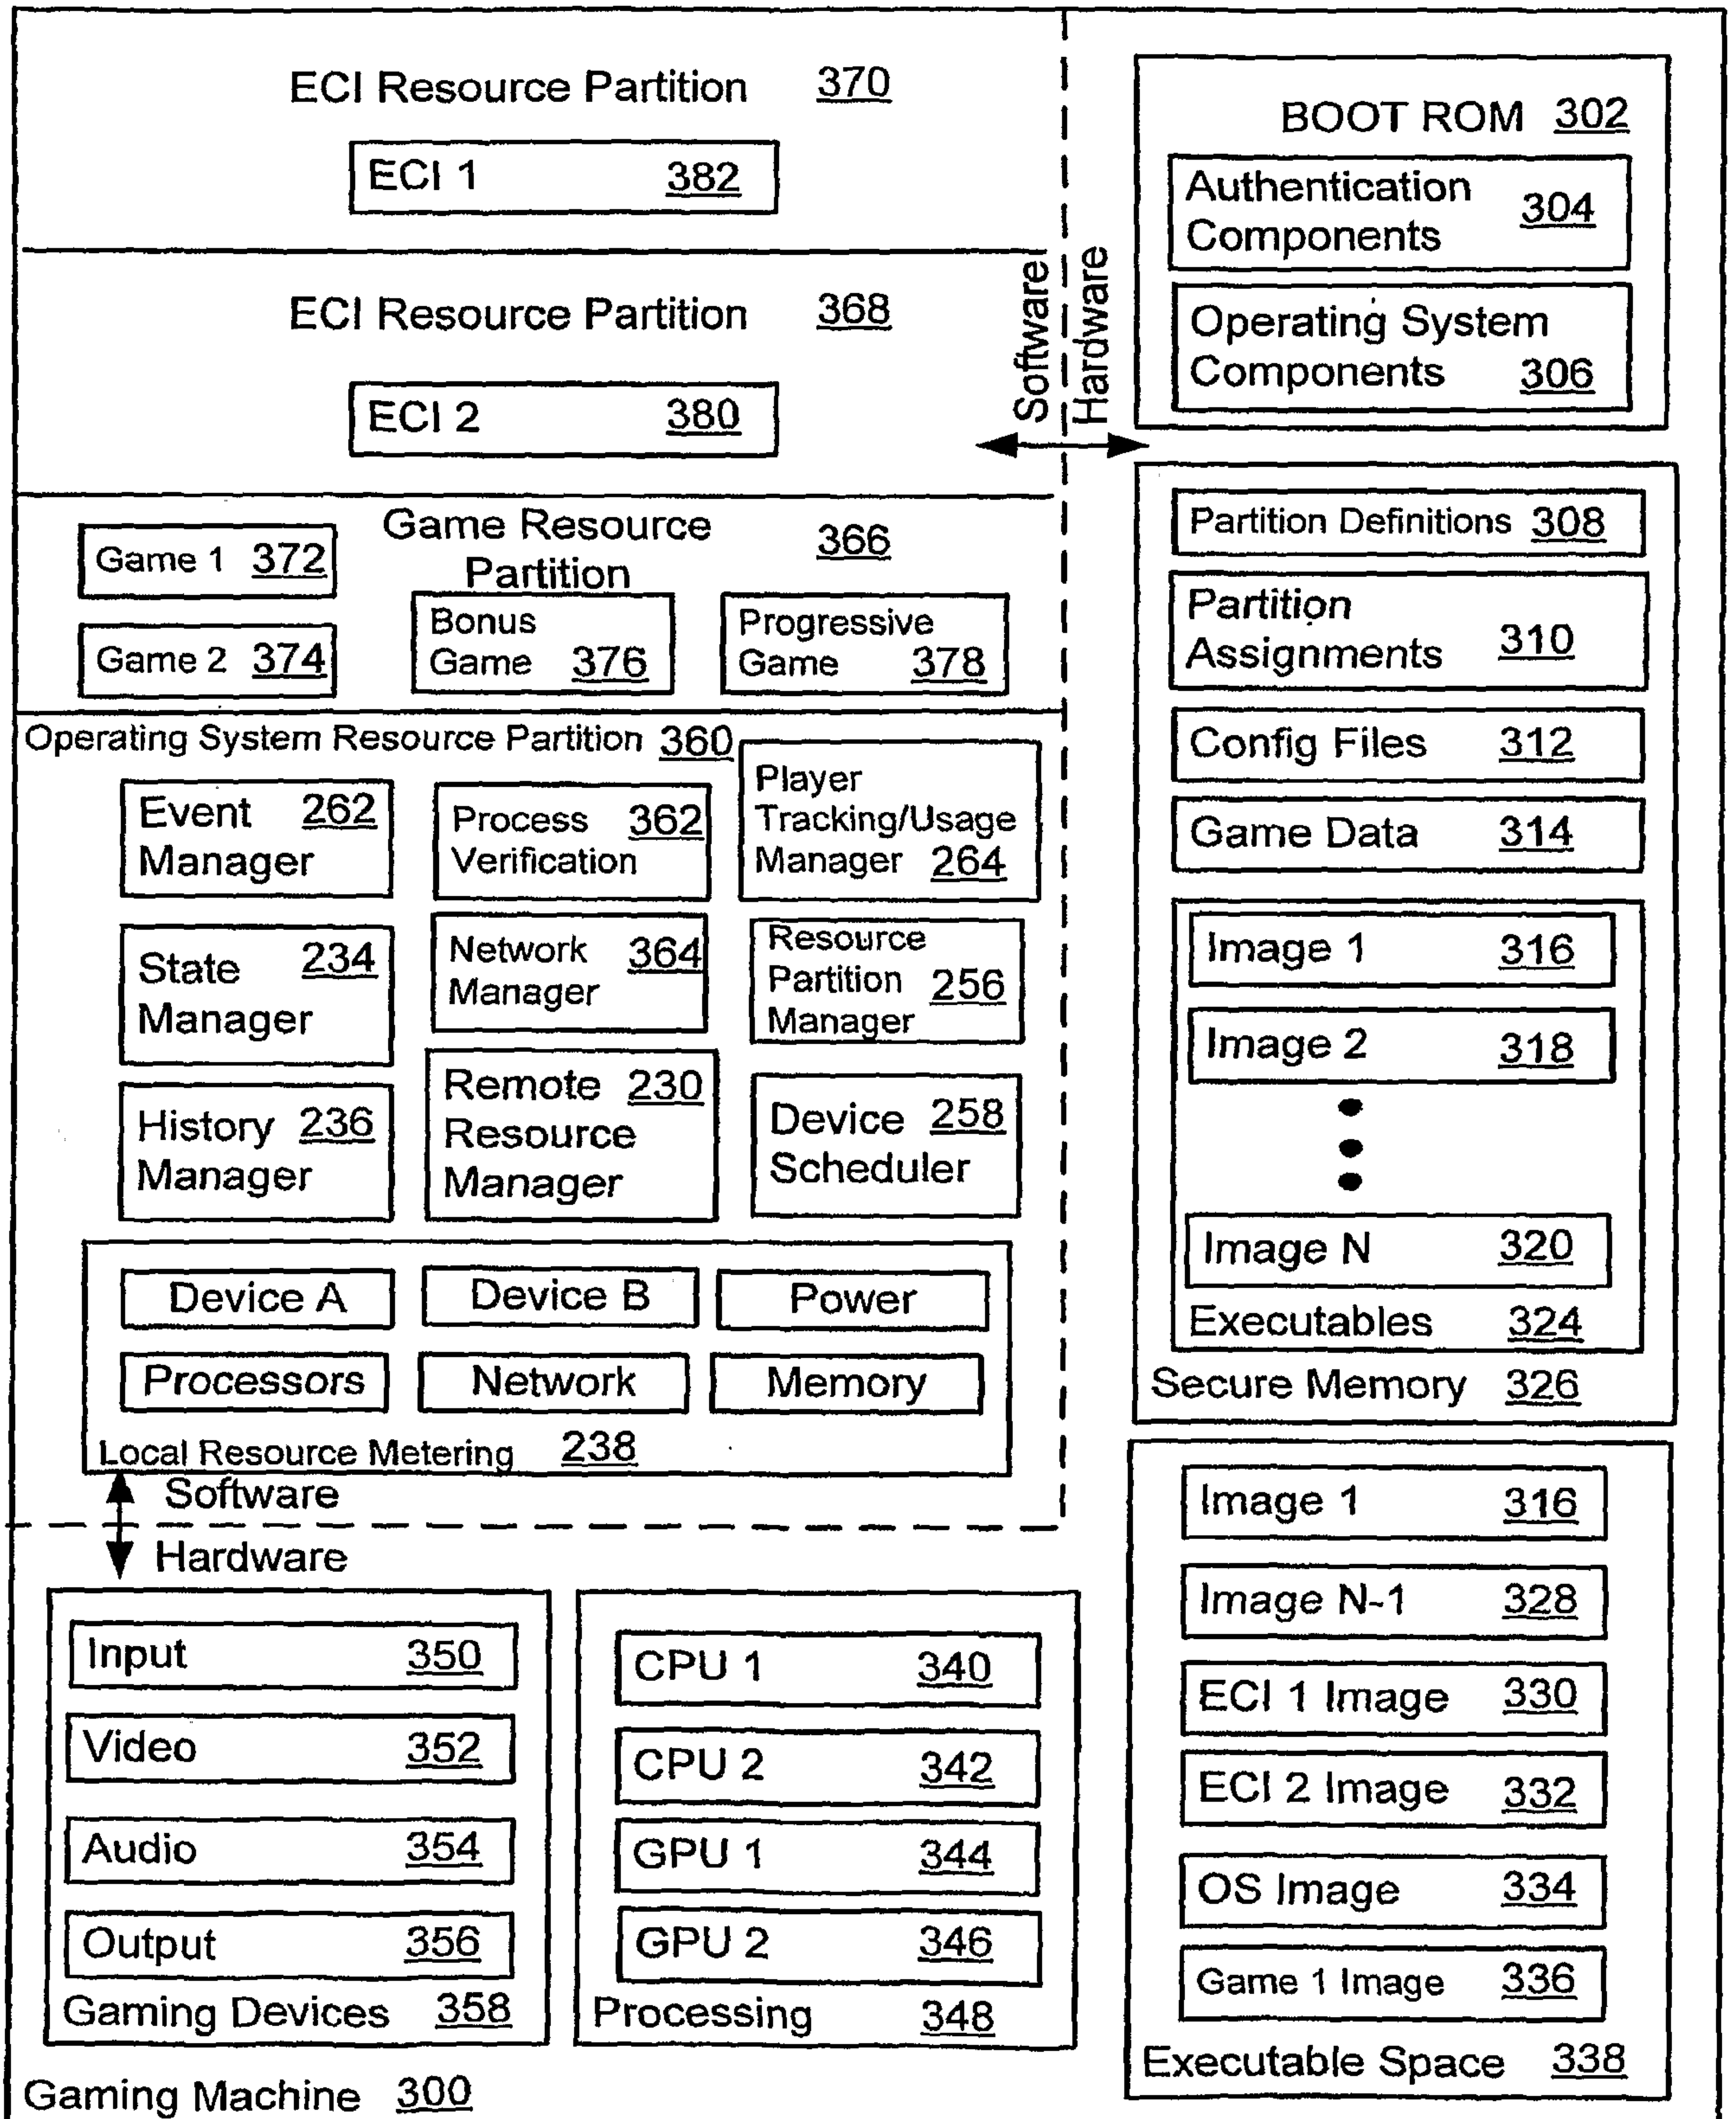 ECI Resource Partition 370
ECI 1 382
ECI Resource Partition 368
ECI 2 380
Game Resource
Partition 366
Game 1 372
Game 2 374
Bonus
Game 376
Progressive
Game 378
Operating System Resource Partition 360
Event 262
Manager
Process 362
Verification
Player
Tracking/Usage
Manager 264
State 234
Manager
Network 364
Manager
Resource
Partition 256
Manager
History 236
Manager
Remote 230
Resource
Manager
Device 258
Scheduler
Device A
Device B
Power
Processors
Network
Memory
Local Resource Metering 238
Software
Hardware
Software
Hardware
BOOT ROM 302
Authentication
Components 304
Operating System
Components 306
Partition Definitions 308
Partition
Assignments 310
Config Files 312
Game Data 314
Image 1 316
Image 2 318
Image N 320
Executables 324
Secure Memory 326
Input 350
Video 352
Audio 354
Output 356
Gaming Devices 358
CPU 1 340
CPU 2 342
GPU 1 344
GPU 2 346
Processing 348
Image 1 316
Image N-1 328
ECI 1 Image 330
ECI 2 Image 332
OS Image 334
Game 1 Image 336
Executable Space 338
Gaming Machine 300